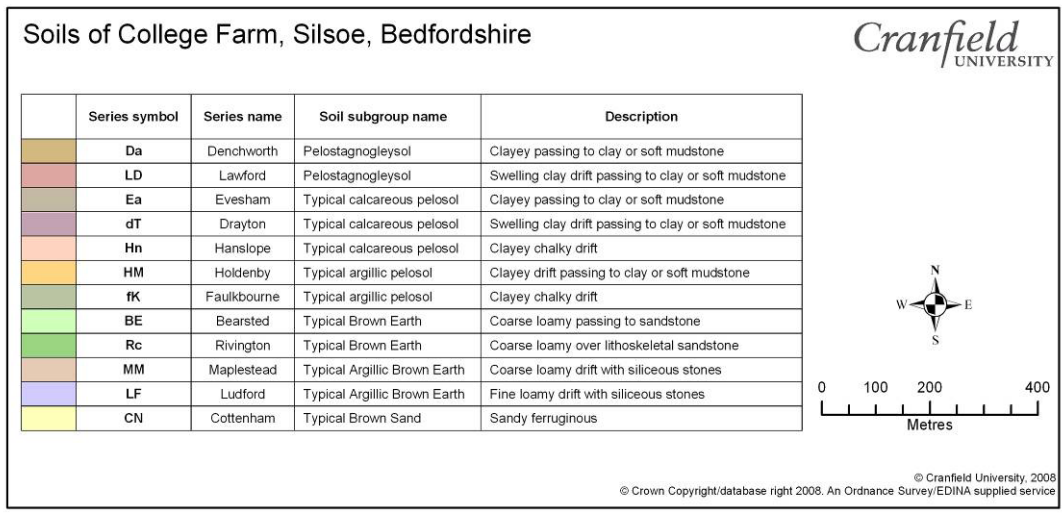 Soils of College Farm, Silsoe, Bedfordshire
Cranfield
UNIVERSITY
Series symbol Series name Soil subgroup name Description
Da Denchworth Pelostagnogleysol Clayey passing to clay or soft mudstone
LD Lawford Pelostagnogleysol Swelling clay drift passing to clay or soft mudstone
Ea Evesham Typical calcareous pelosol Clayey passing to clay or soft mudstone
dT Drayton Typical calcareous pelosol Swelling clay drift passing to clay or soft mudstone
Hn Hanslope Typical calcareous pelosol Clayey chalky drift
HM Holdenby Typical argillic pelosol Clayey drift passing to clay or soft mudstone
fK Faulkbourne Typical argillic pelosol Clayey chalky drift
BE Bearsted Typical Brown Earth Coarse loamy passing to sandstone
Rc Rivington Typical Brown Earth Coarse loamy over lithoskeletal sandstone
MM Maplestead Typical Argillic Brown Earth Coarse loamy drift with siliceous stones
LF Ludford Typical Argillic Brown Earth Fine loamy drift with siliceous stones
CN Cottenham Typical Brown Sand Sandy ferruginous
N
W E
S
0 100 200 400
Metres
© Cranfield University, 2008
© Crown Copyright/database right 2008. An Ordnance Survey/EDINA supplied service